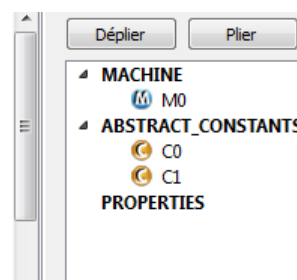 Déplier Plier
MACHINE
M0
ABSTRACT_CONSTANTS
C0
C1
PROPERTIES